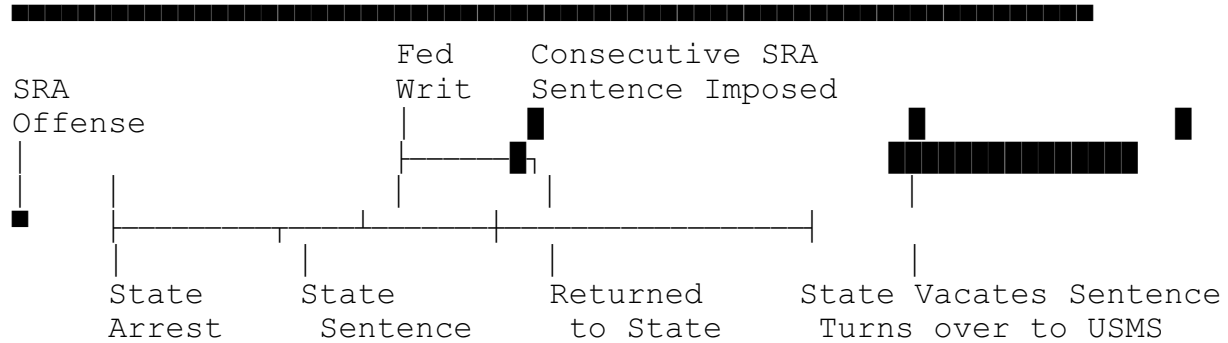 Fed Consecutive SRA
SRA Writ Sentence Imposed
Offense
State State Returned State Vacates Sentence
Arrest Sentence to State Turns over to USMS